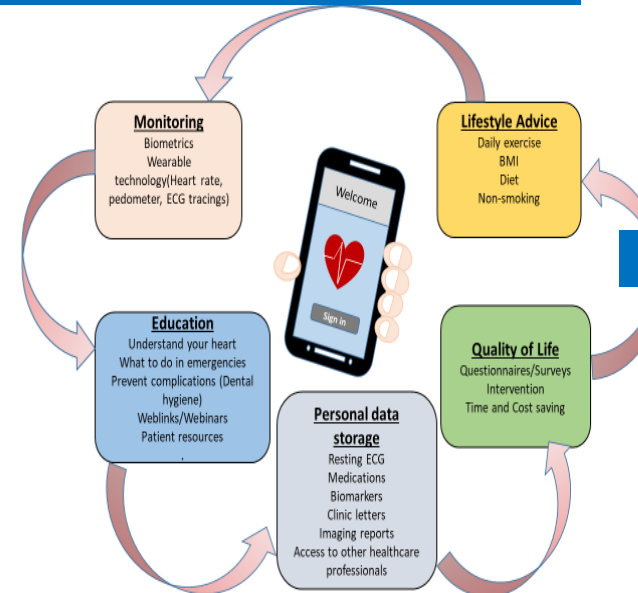 Monitoring
Biometrics
Wearable
technology(Heart rate,
pedometer, ECG tracings)
Lifestyle Advice
Daily exercise
BMI
Diet
Non-smoking
Welcome
Sign in
Education
Understand your heart
What to do in emergencies
Prevent complications (Dental
hygiene)
Weblinks/Webinars
Patient resources
.
Quality of Life
Questionnaires/Surveys
Intervention
Time and Cost saving
Personal data
storage
Resting ECG
Medications
Biomarkers
Clinic letters
Imaging reports
Access to other healthcare
professionals